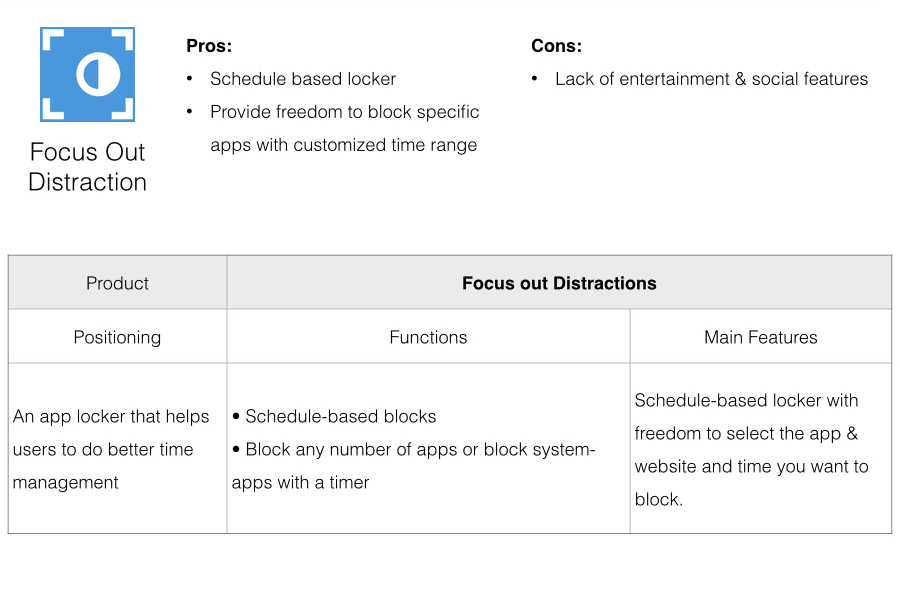 Focus Out
Distraction
Pros:
• Schedule based locker
• Provide freedom to block specific
apps with customized time range
Cons:
• Lack of entertainment & social features
Product
Focus out Distractions
Positioning
Functions
Main Features
An app locker that helps
users to do better time
management
• Schedule-based blocks
• Block any number of apps or block system-
apps with a timer
Schedule-based locker with
freedom to select the app &
website and time you want to
block.